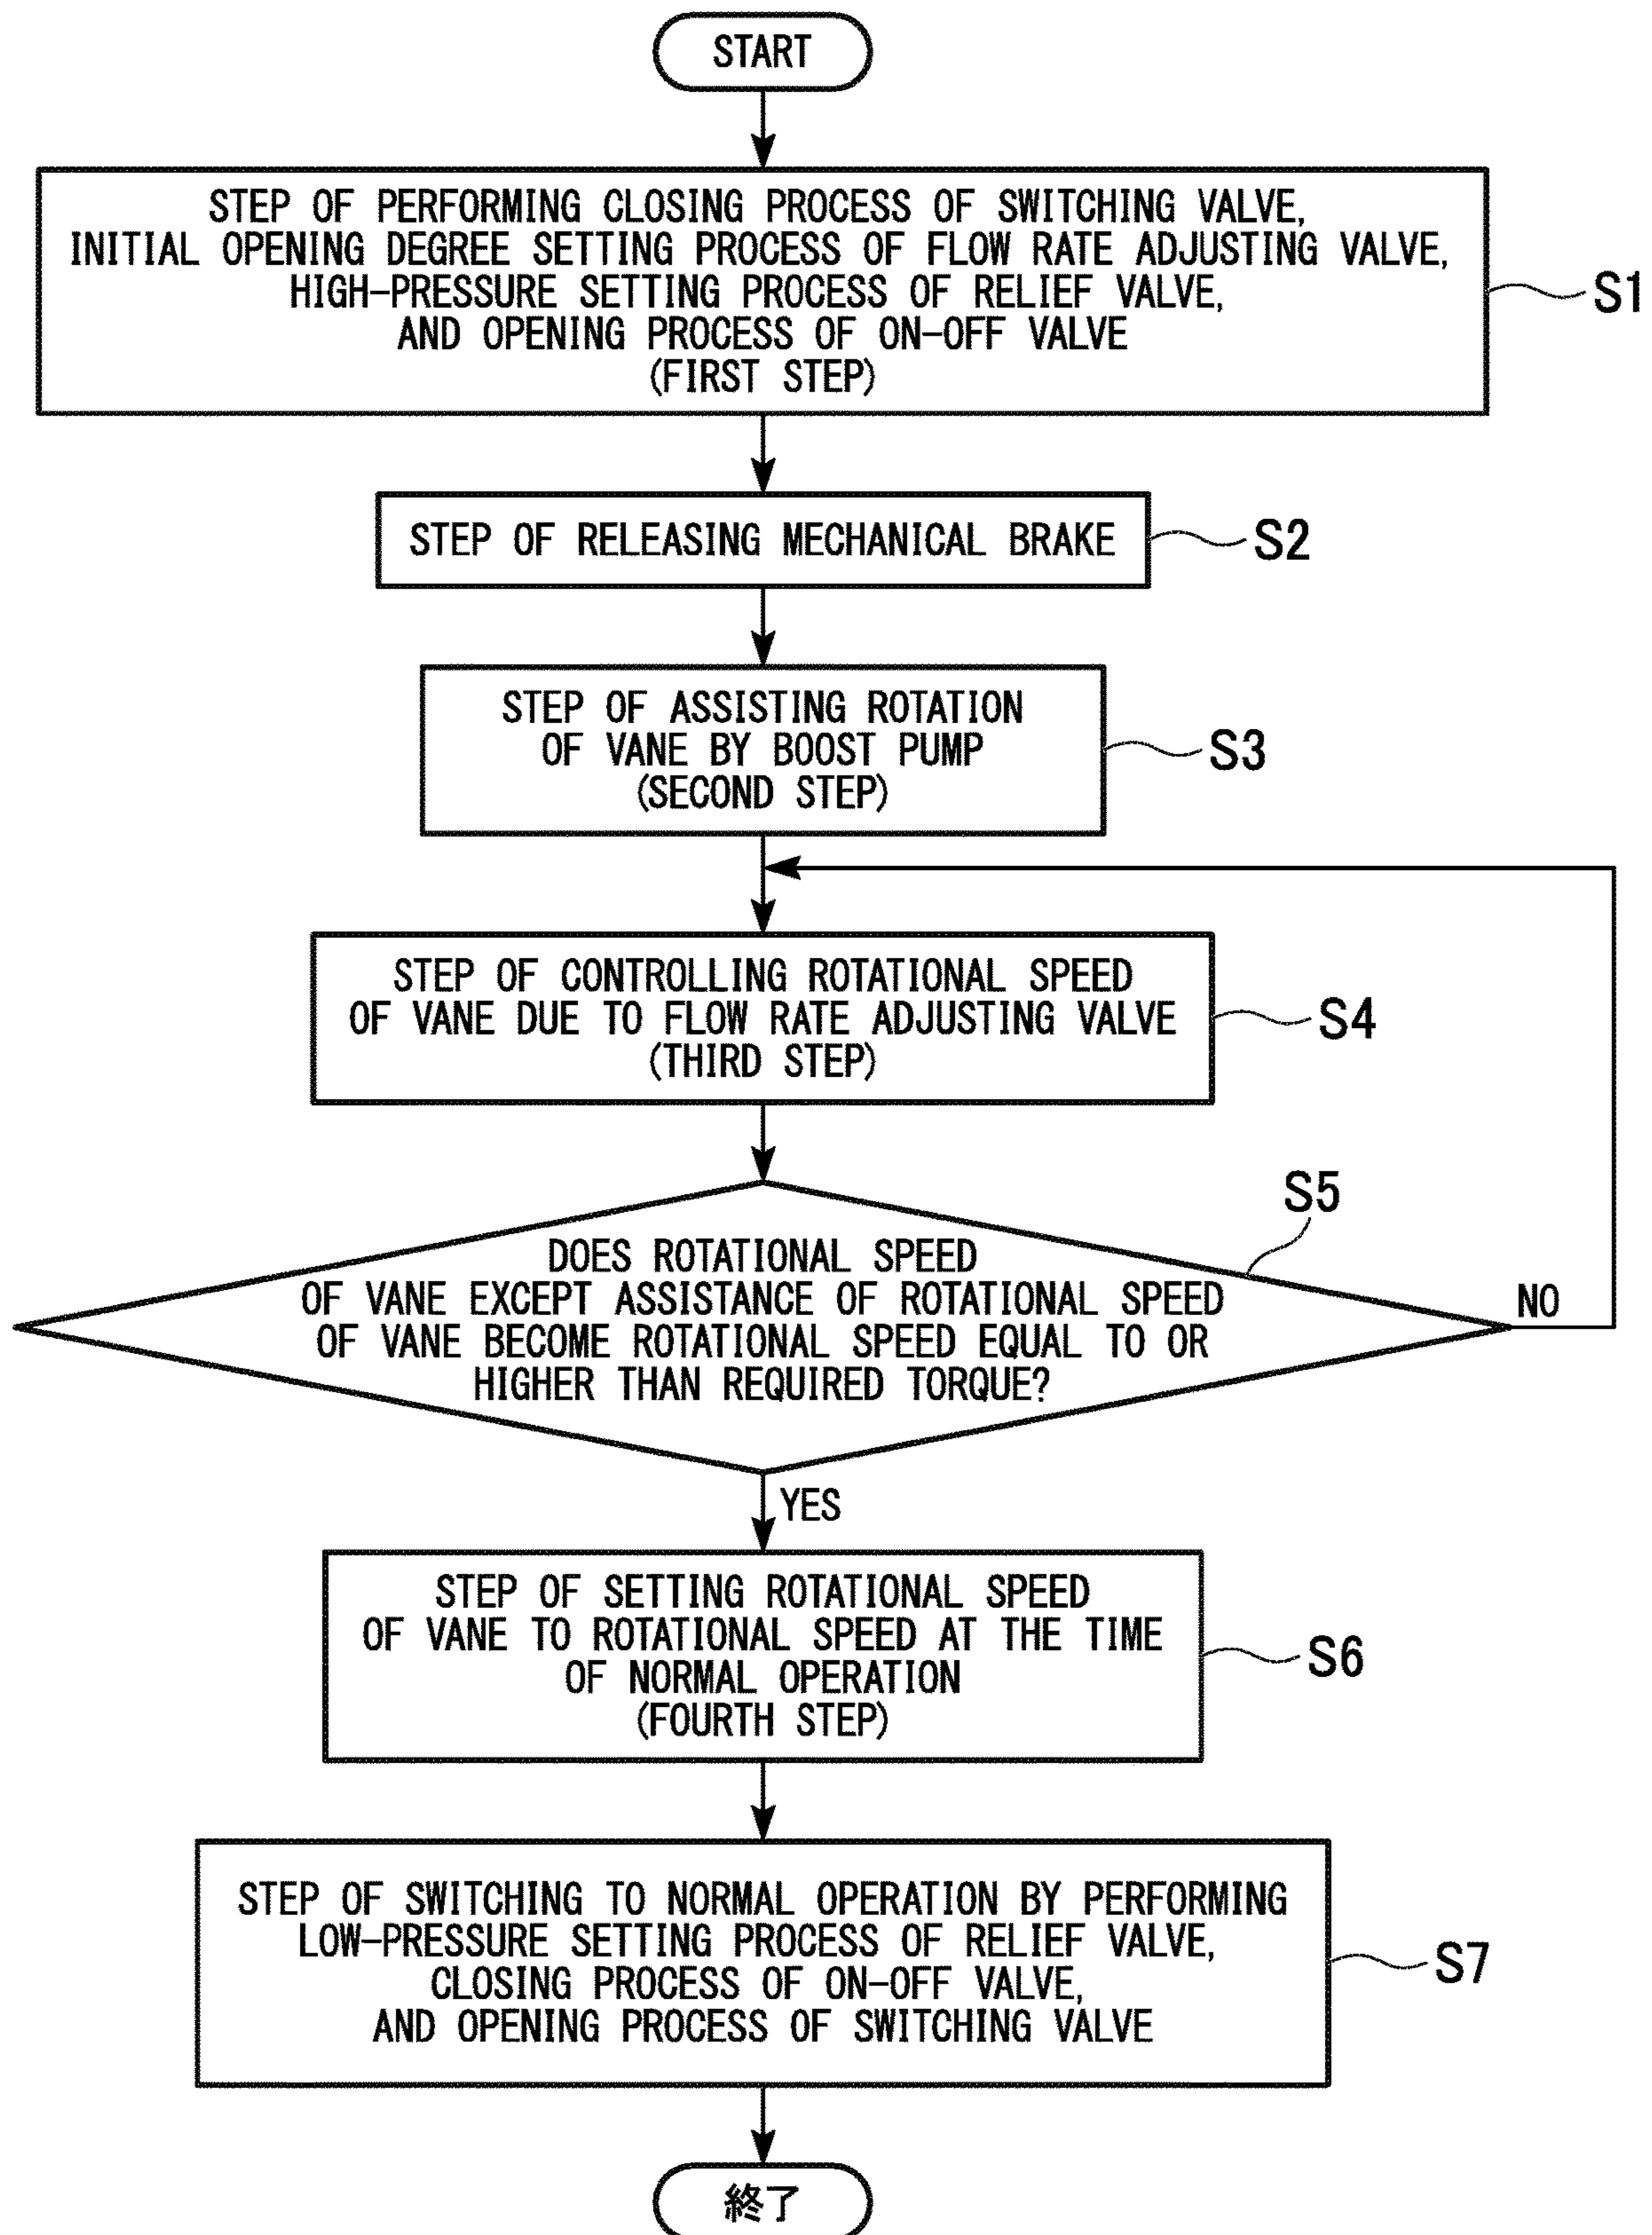 START
STEP OF PERFORMING CLOSING PROCESS OF SWITCHING VALVE,
INITIAL OPENING DEGREE SETTING PROCESS OF FLOW RATE ADJUSTING VALVE,
HIGH-PRESSURE SETTING PROCESS OF RELIEF VALVE,
AND OPENING PROCESS OF ON-OFF VALVE
(FIRST STEP)
S1
STEP OF RELEASING MECHANICAL BRAKE
S2
STEP OF ASSISTING ROTATION
OF VANE BY BOOST PUMP
(SECOND STEP)
S3
STEP OF CONTROLLING ROTATIONAL SPEED
OF VANE DUE TO FLOW RATE ADJUSTING VALVE
(THIRD STEP)
S4
S5
DOES ROTATIONAL SPEED
OF VANE EXCEPT ASSISTANCE OF ROTATIONAL SPEED
OF VANE BECOME ROTATIONAL SPEED EQUAL TO OR
HIGHER THAN REQUIRED TORQUE?
NO
YES
STEP OF SETTING ROTATIONAL SPEED
OF VANE TO ROTATIONAL SPEED AT THE TIME
OF NORMAL OPERATION
(FOURTH STEP)
S6
STEP OF SWITCHING TO NORMAL OPERATION BY PERFORMING
LOW-PRESSURE SETTING PROCESS OF RELIEF VALVE,
CLOSING PROCESS OF ON-OFF VALVE,
AND OPENING PROCESS OF SWITCHING VALVE
S7
終了